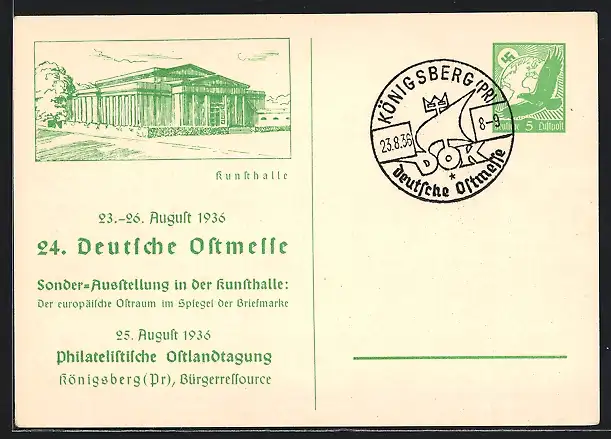 Kunsthalle
23.-26. August 1936
24. Deutsche Ostmesse
Sonder=Ausstellung in der Kunsthalle:
Der europäische Ostraum im Spiegel der Briefmarke
25. August 1936
Philatelistische Ostlandtagung
Königsberg (Pr), Bürgerressource
KÖNIGSBERG (PR)
23.8.36
8-9
DOK
*
Deutsche Ostmesse
5 Luftpost